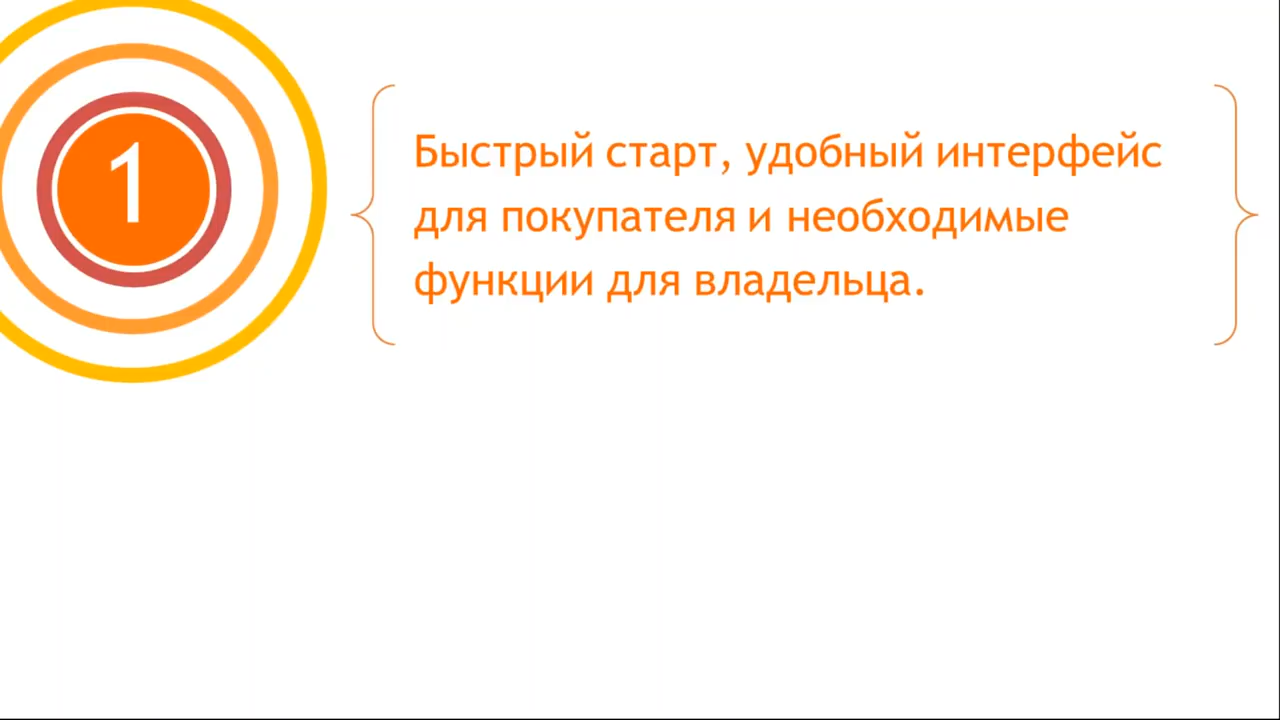 1
Быстрый старт, удобный интерфейс
для покупателя и необходимые
функции для владельца.